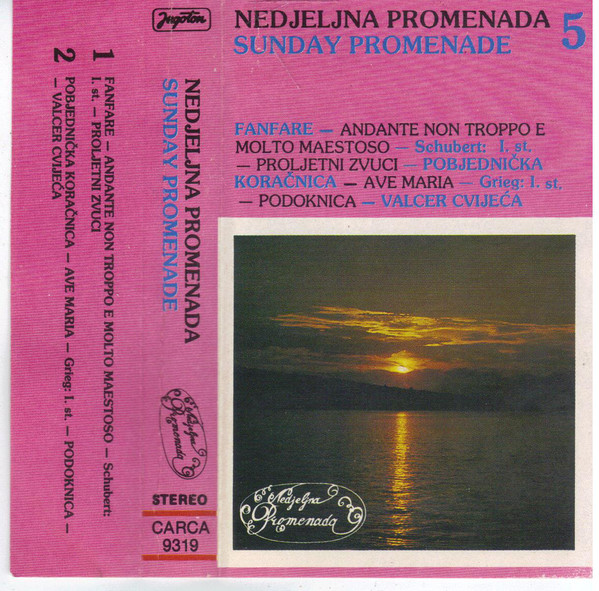 Jugoton
1
FANFARE – ANDANTE NON TROPPO E MOLTO MAESTOSO – Schubert:
I. st. – PROLJETNI ZVUCI
2
POBJEDNIČKA KORAČNICA – AVE MARIA – Grieg: I. st. – PODOKNICA –
– VALCER CVIJEĆA
NEDJELJNA PROMENADA
SUNDAY PROMENADE
Nedjeljna
Promenada
STEREO
CARCA
9319
NEDJELJNA PROMENADA 5
SUNDAY PROMENADE
FANFARE – ANDANTE NON TROPPO E
MOLTO MAESTOSO – Schubert: I. st.
– PROLJETNI ZVUCI – POBJEDNIČKA
KORAČNICA – AVE MARIA – Grieg: I. st.
– PODOKNICA – VALCER CVIJEĆA
Nedjeljna
Promenada